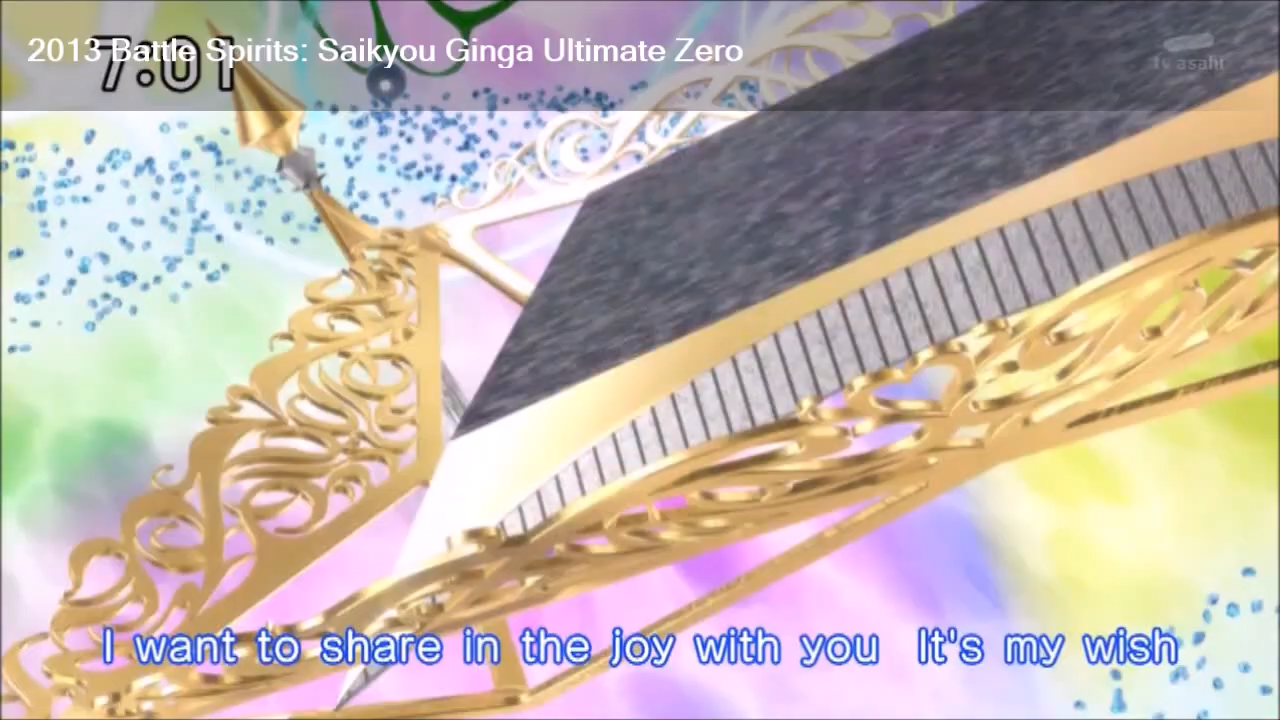 2013 Battle Spirits: Saikyou Ginga Ultimate Zero
7:01
tv asahi
I want to share in the joy with you It's my wish